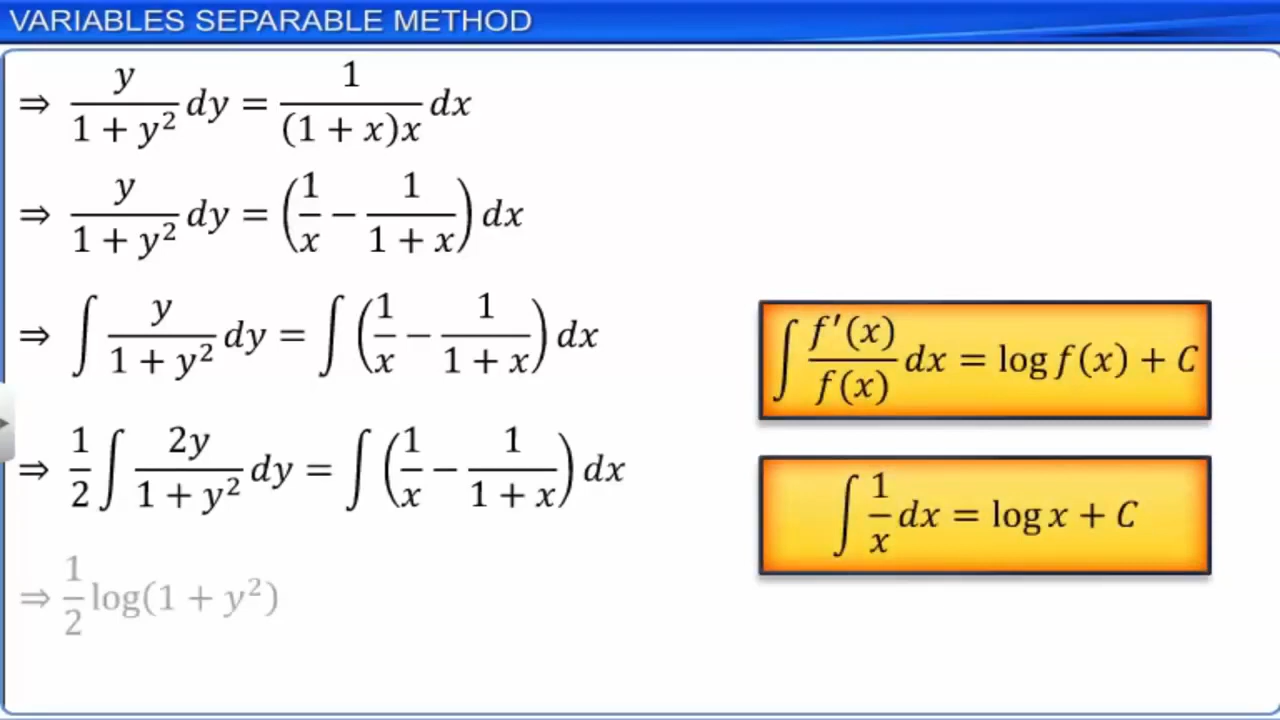 VARIABLES SEPARABLE METHOD
⇒ y/(1 + y²) dy = 1/((1 + x)x) dx
⇒ y/(1 + y²) dy = (1/x − 1/(1 + x)) dx
⇒ ∫ y/(1 + y²) dy = ∫ (1/x − 1/(1 + x)) dx
⇒ 1/2 ∫ 2y/(1 + y²) dy = ∫ (1/x − 1/(1 + x)) dx
⇒ 1/2 log(1 + y²)
∫ f′(x)/f(x) dx = log f(x) + C
∫ 1/x dx = log x + C